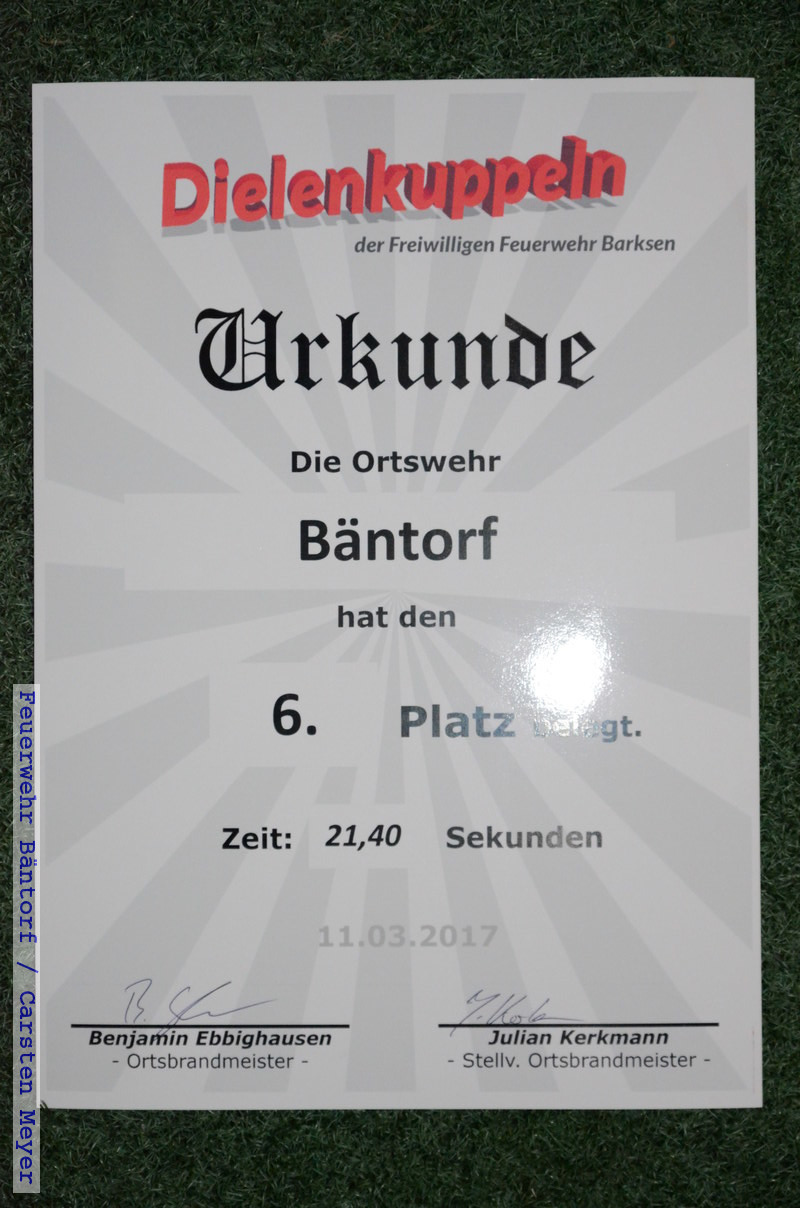 Dielenkuppeln
der Freiwilligen Feuerwehr Barksen
Urkunde
Die Ortswehr
Bäntorf
hat den
6. Platz belegt.
Zeit: 21,40 Sekunden
11.03.2017
Benjamin Ebbighausen
- Ortsbrandmeister -
Julian Kerkmann
- Stellv. Ortsbrandmeister -
Feuerwehr Bäntorf / Carsten Meyer